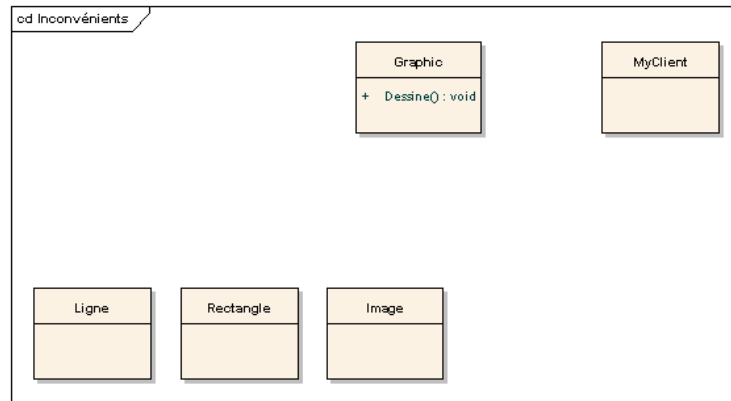 cd Inconvénients
Graphic
+ Dessine() : void
MyClient
Ligne
Rectangle
Image